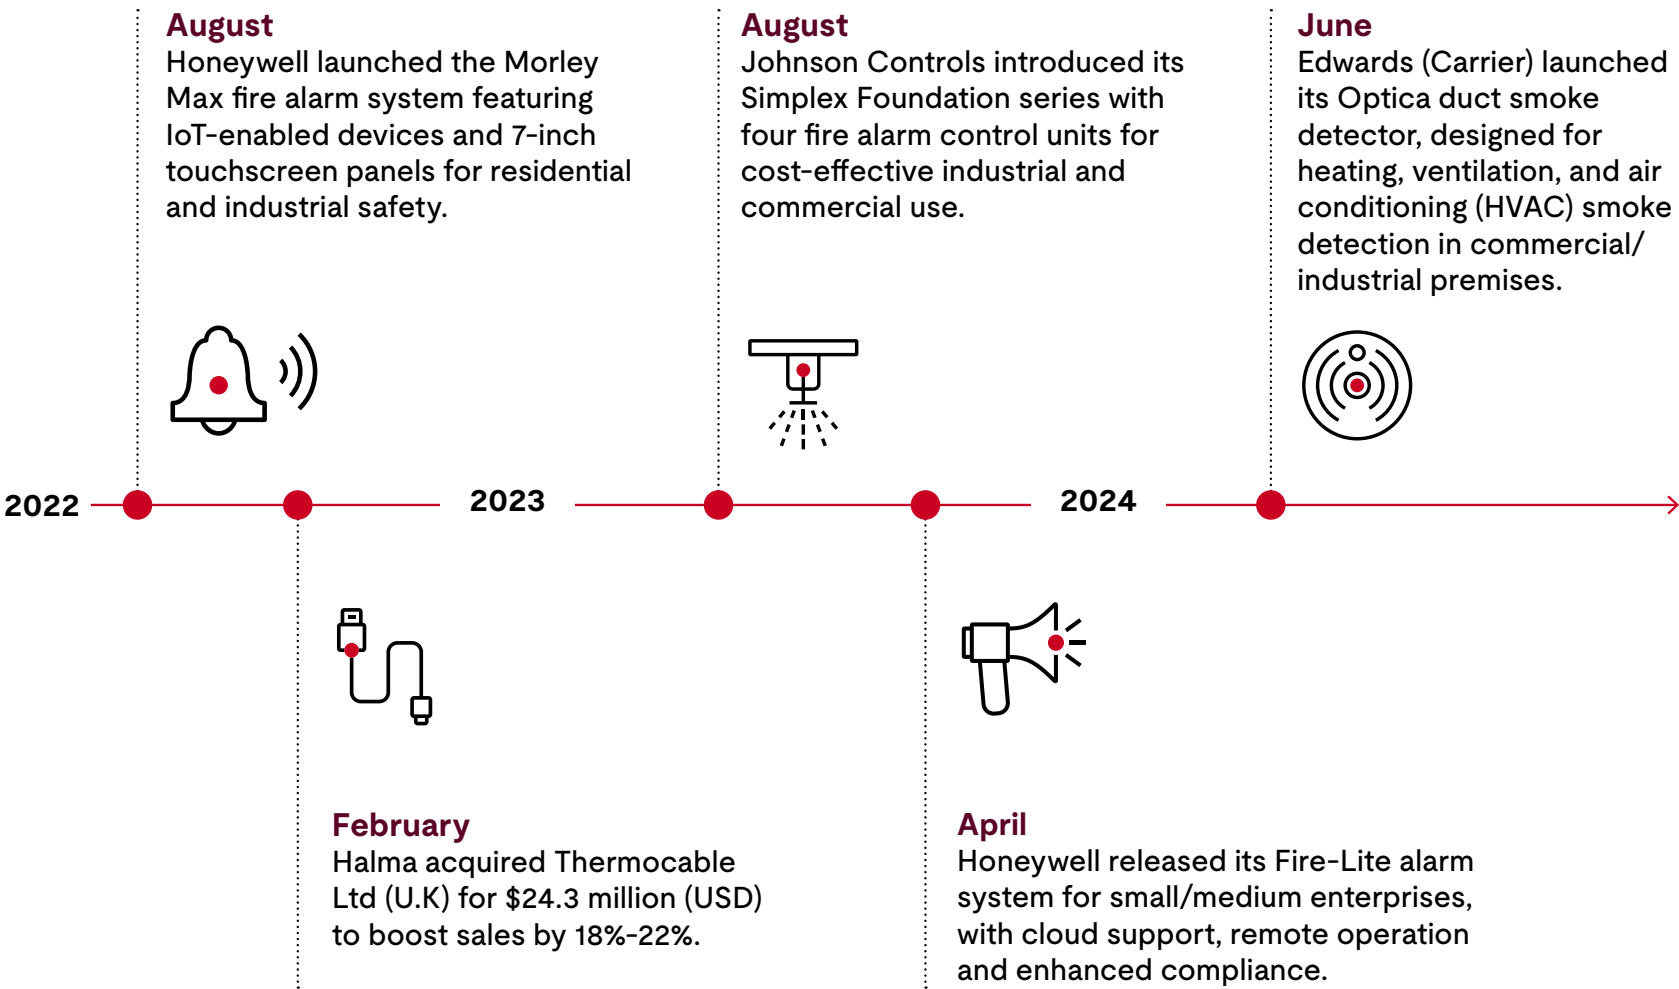 August
Honeywell launched the Morley
Max fire alarm system featuring
IoT-enabled devices and 7-inch
touchscreen panels for residential
and industrial safety.
August
Johnson Controls introduced its
Simplex Foundation series with
four fire alarm control units for
cost-effective industrial and
commercial use.
June
Edwards (Carrier) launched
its Optica duct smoke
detector, designed for
heating, ventilation, and air
conditioning (HVAC) smoke
detection in commercial/
industrial premises.
2022
2023
2024
February
Halma acquired Thermocable
Ltd (U.K) for $24.3 million (USD)
to boost sales by 18%-22%.
April
Honeywell released its Fire-Lite alarm
system for small/medium enterprises,
with cloud support, remote operation
and enhanced compliance.